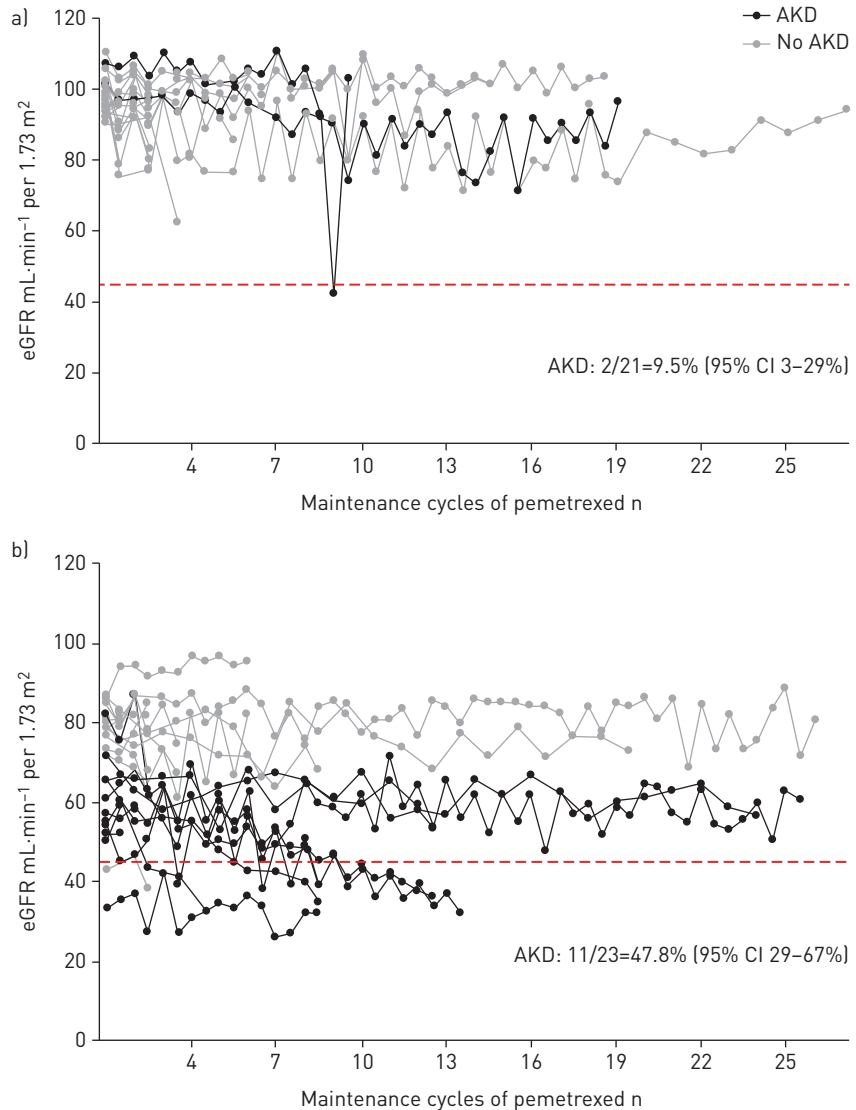 a)
AKD
No AKD
120
100
80
60
40
20
0
eGFR mL·min⁻¹ per 1.73 m²
AKD: 2/21=9.5% (95% CI 3–29%)
4 7 10 13 16 19 22 25
Maintenance cycles of pemetrexed n
b)
120
100
80
60
40
20
0
eGFR mL·min⁻¹ per 1.73 m²
AKD: 11/23=47.8% (95% CI 29–67%)
4 7 10 13 16 19 22 25
Maintenance cycles of pemetrexed n